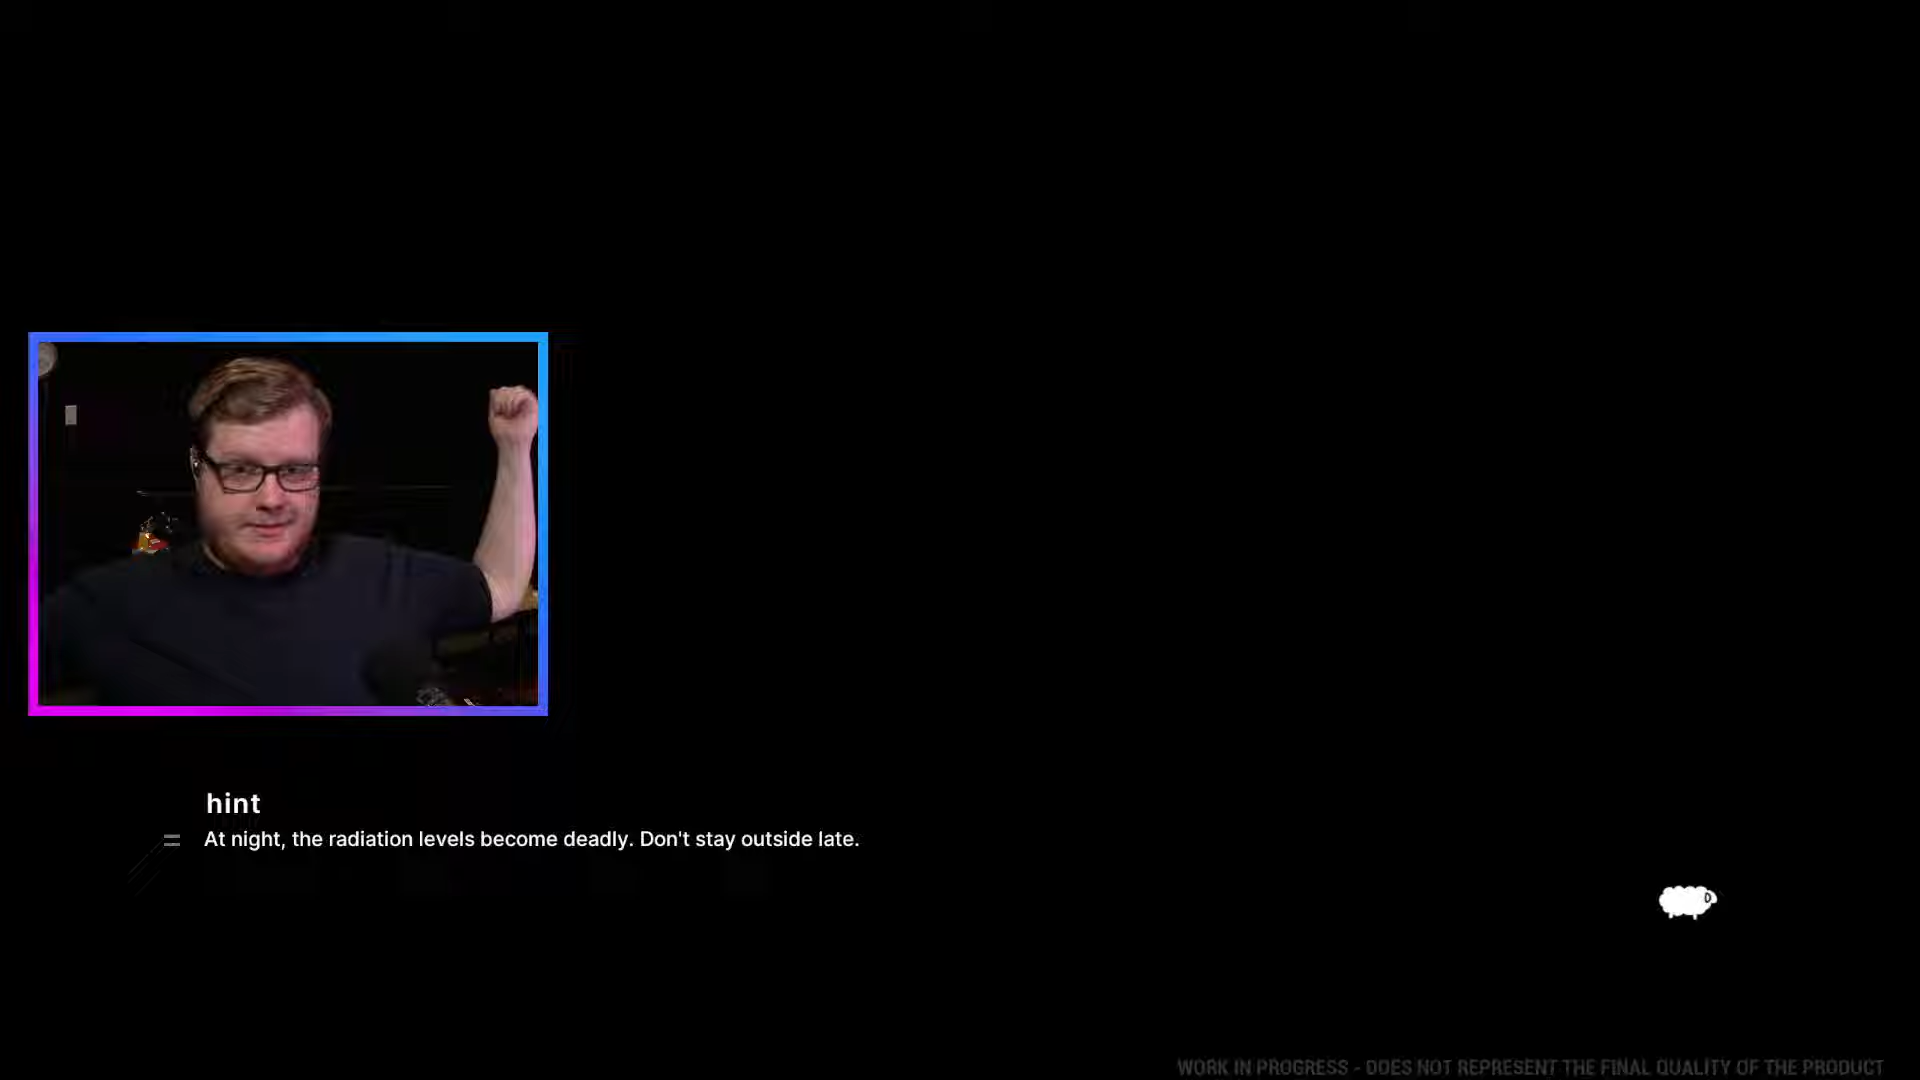 hint
At night, the radiation levels become deadly. Don't stay outside late.
WORK IN PROGRESS - DOES NOT REPRESENT THE FINAL QUALITY OF THE PRODUCT